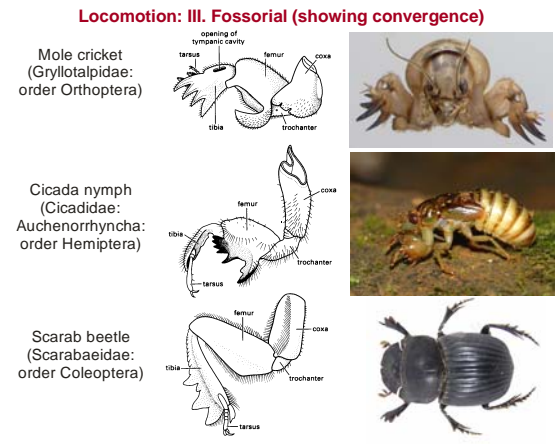 Locomotion: III. Fossorial (showing convergence)
Mole cricket
(Gryllotalpidae:
order Orthoptera)
opening of
tympanic cavity
tarsus
femur
coxa
tibia
trochanter
Cicada nymph
(Cicadidae:
Auchenorrhyncha:
order Hemiptera)
femur
coxa
tibia
trochanter
tarsus
Scarab beetle
(Scarabaeidae:
order Coleoptera)
femur
coxa
tibia
trochanter
tarsus